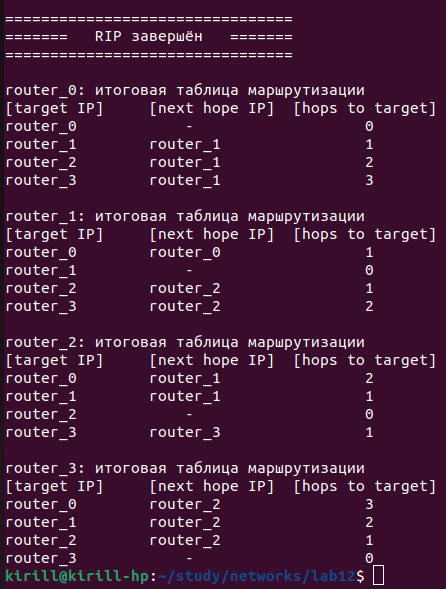 ================================
=======   RIP завершён   =======
================================
router_0: итоговая таблица маршрутизации
[target IP]     [next hope IP]  [hops to target]
router_0            -                   0
router_1        router_1                1
router_2        router_1                2
router_3        router_1                3
router_1: итоговая таблица маршрутизации
[target IP]     [next hope IP]  [hops to target]
router_0        router_0                1
router_1            -                   0
router_2        router_2                1
router_3        router_2                2
router_2: итоговая таблица маршрутизации
[target IP]     [next hope IP]  [hops to target]
router_0        router_1                2
router_1        router_1                1
router_2            -                   0
router_3        router_3                1
router_3: итоговая таблица маршрутизации
[target IP]     [next hope IP]  [hops to target]
router_0        router_2                3
router_1        router_2                2
router_2        router_2                1
router_3            -                   0
kirill@kirill-hp:~/study/networks/lab12$